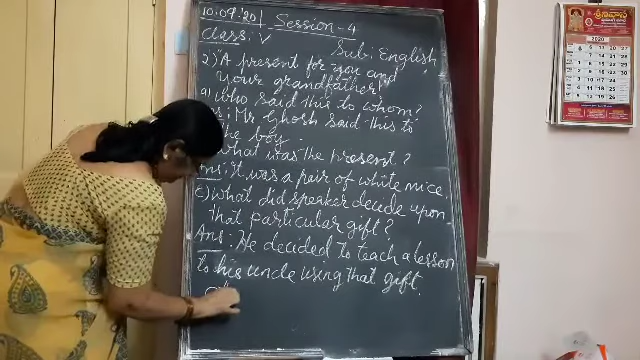 10.09.'20 Session-4
Class: V Sub: English
2) "A present for you and
your grandfather"
a) Who said this to whom?
Mr Ghosh said this to
the boy.
What was the present?
Ans: It was a pair of white mice.
c) What did speaker decide upon
that particular gift?
Ans: He decided to teach a lesson
to his uncle using that gift.
2020